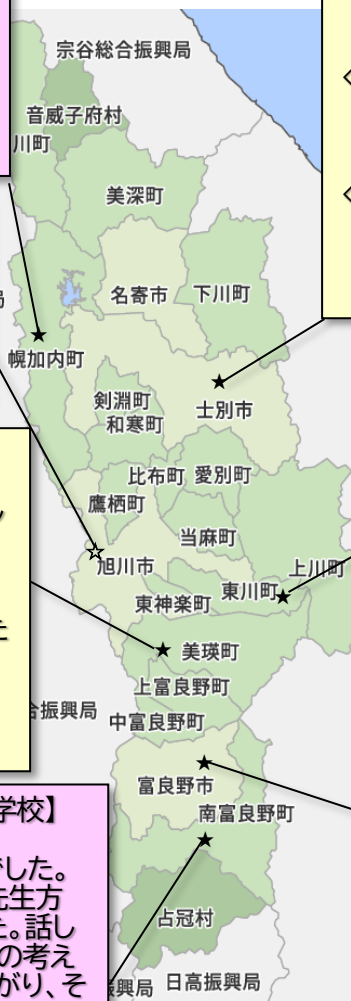 宗谷総合振興局
音威子府村
川町
美深町
名寄市
下川町
幌加内町
剣淵町
士別市
和寒町
比布町
愛別町
鷹栖町
当麻町
旭川市
上川町
東川町
東神楽町
美瑛町
上富良野町
合振興局
中富良野町
富良野市
学校】
南富良野町
でした。
先生方
た。話し
の考え
がり、そ
占冠村
振興局
日高振興局